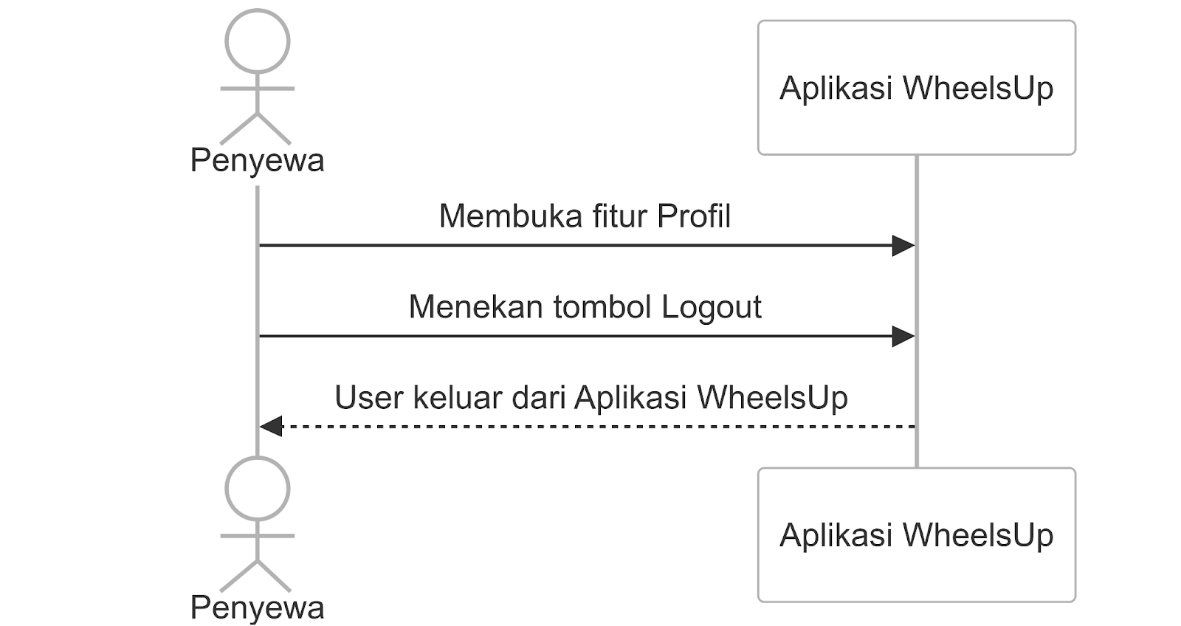 Penyewa
Aplikasi WheelsUp
Membuka fitur Profil
Menekan tombol Logout
User keluar dari Aplikasi WheelsUp
Penyewa
Aplikasi WheelsUp